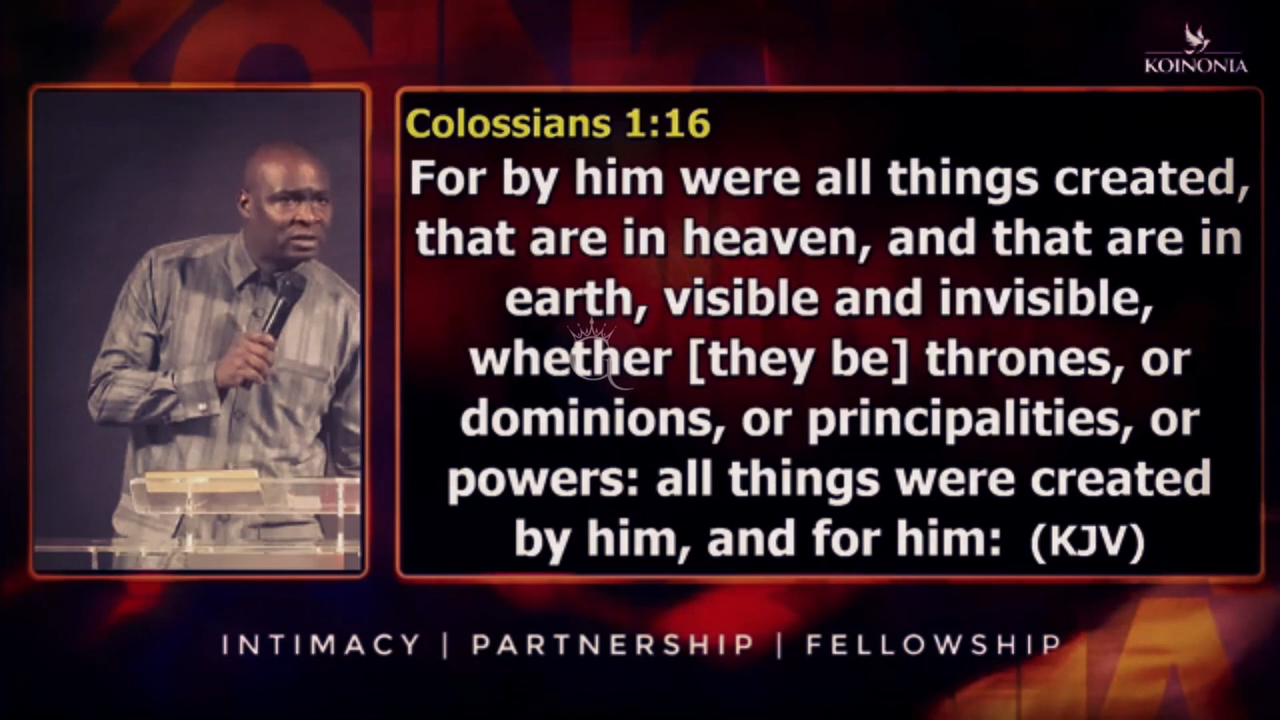 KOINONIA
Colossians 1:16
For by him were all things created,
that are in heaven, and that are in
earth, visible and invisible,
whether [they be] thrones, or
dominions, or principalities, or
powers: all things were created
by him, and for him: (KJV)
INTIMACY | PARTNERSHIP | FELLOWSHIP